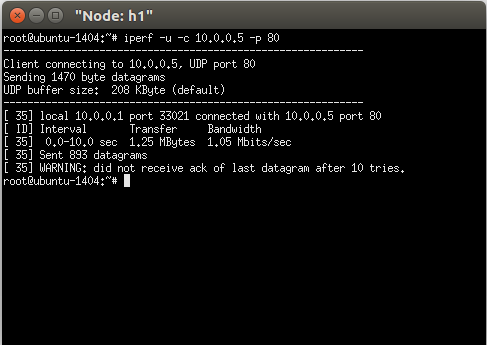 "Node: h1"
root@ubuntu-1404:~# iperf -u -c 10.0.0.5 -p 80
------------------------------------------------------------
Client connecting to 10.0.0.5, UDP port 80
Sending 1470 byte datagrams
UDP buffer size:  208 KByte (default)
------------------------------------------------------------
[ 35] local 10.0.0.1 port 33021 connected with 10.0.0.5 port 80
[ ID] Interval       Transfer     Bandwidth
[ 35]  0.0-10.0 sec  1.25 MBytes  1.05 Mbits/sec
[ 35] Sent 893 datagrams
[ 35] WARNING: did not receive ack of last datagram after 10 tries.
root@ubuntu-1404:~#